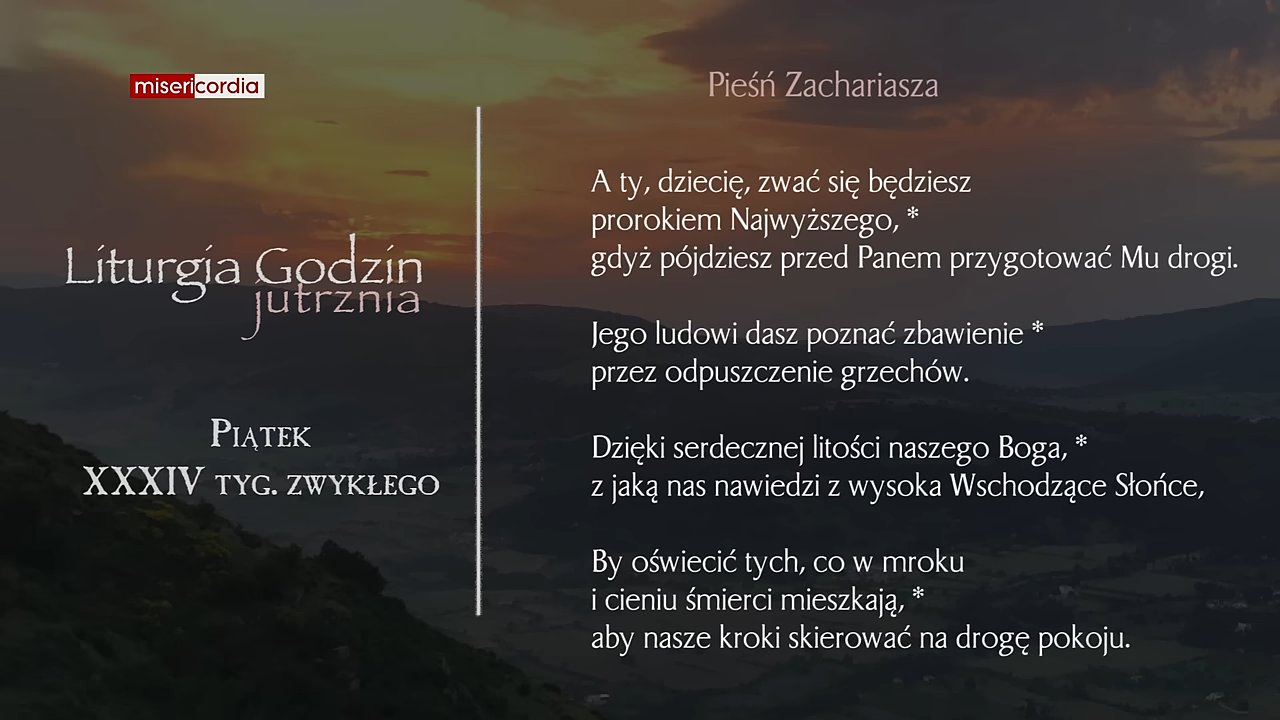 misericordia
Liturgia Godzin
jutrznia
Piątek
XXXIV tyg. zwykłego
Pieśń Zachariasza
A ty, dziecię, zwać się będziesz
prorokiem Najwyższego, *
gdyż pójdziesz przed Panem przygotować Mu drogi.
Jego ludowi dasz poznać zbawienie *
przez odpuszczenie grzechów.
Dzięki serdecznej litości naszego Boga, *
z jaką nas nawiedzi z wysoka Wschodzące Słońce,
By oświecić tych, co w mroku
i cieniu śmierci mieszkają, *
aby nasze kroki skierować na drogę pokoju.